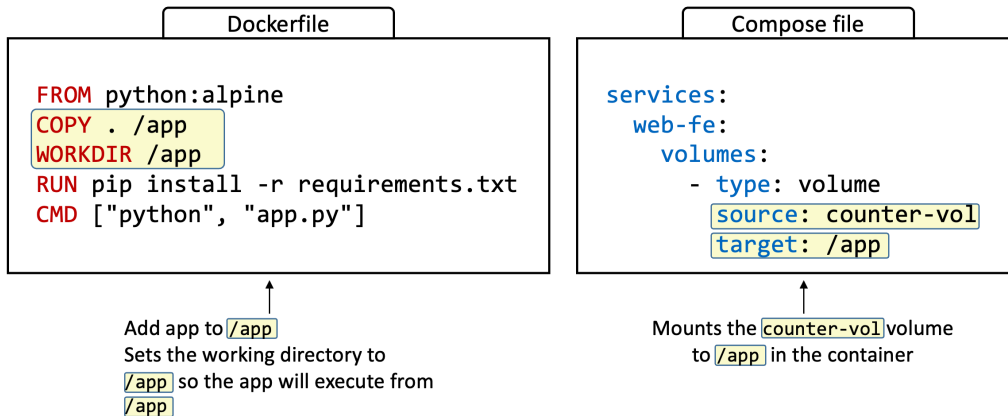 Dockerfile
FROM python:alpine
COPY . /app
WORKDIR /app
RUN pip install -r requirements.txt
CMD ["python", "app.py"]
Add app to /app
Sets the working directory to
/app so the app will execute from
/app
Compose file
services:
web-fe:
volumes:
- type: volume
source: counter-vol
target: /app
Mounts the counter-vol volume
to /app in the container